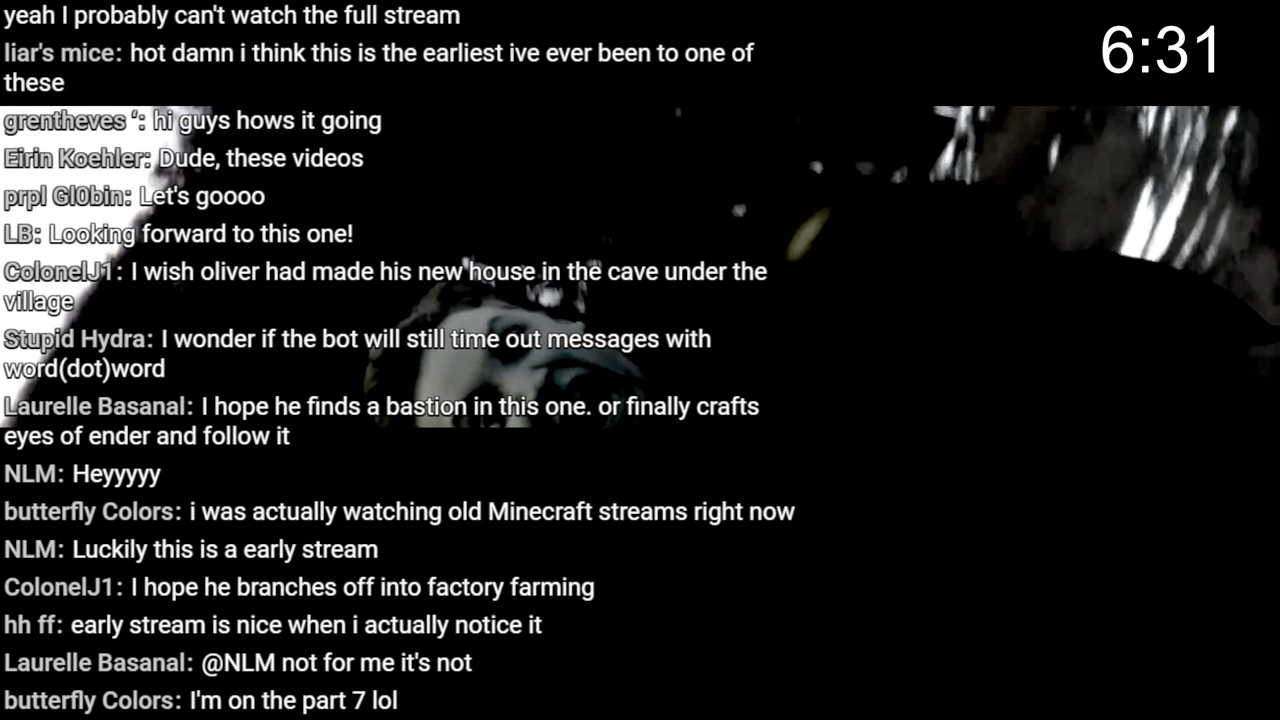 yeah I probably can't watch the full stream
6:31
liar's mice: hot damn i think this is the earliest ive ever been to one of
these
grentheves ‘: hi guys hows it going
Eirin Koehler: Dude, these videos
prpl Gl0bin: Let's goooo
LB: Looking forward to this one!
ColonelJ1: I wish oliver had made his new house in the cave under the
village
Stupid Hydra: I wonder if the bot will still time out messages with
word(dot)word
Laurelle Basanal: I hope he finds a bastion in this one. or finally crafts
eyes of ender and follow it
NLM: Heyyyyy
butterfly Colors: i was actually watching old Minecraft streams right now
NLM: Luckily this is a early stream
ColonelJ1: I hope he branches off into factory farming
hh ff: early stream is nice when i actually notice it
Laurelle Basanal: @NLM not for me it's not
butterfly Colors: I'm on the part 7 lol